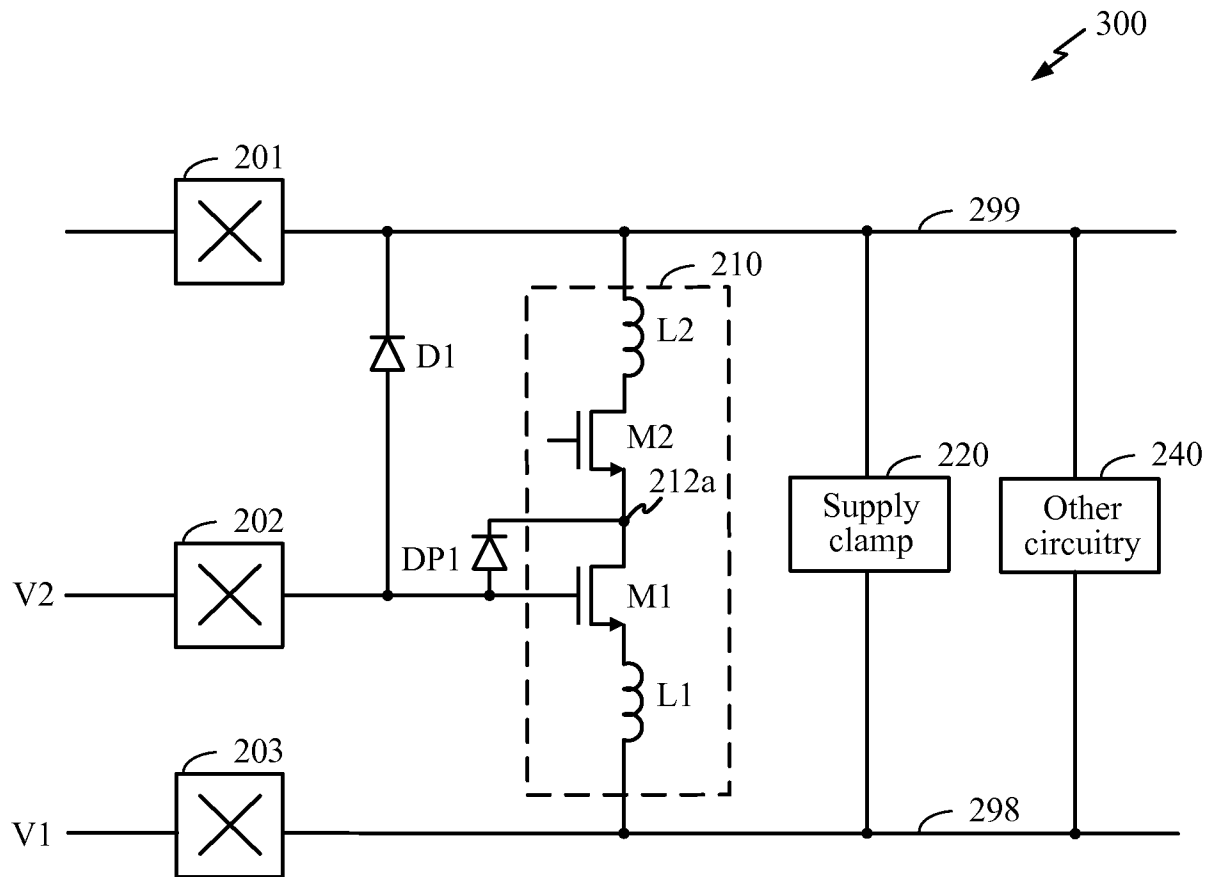 300
201
299
210
L2
D1
M2
220
240
212a
Supply
clamp
Other
circuitry
202
DP1
V2
M1
L1
203
298
V1